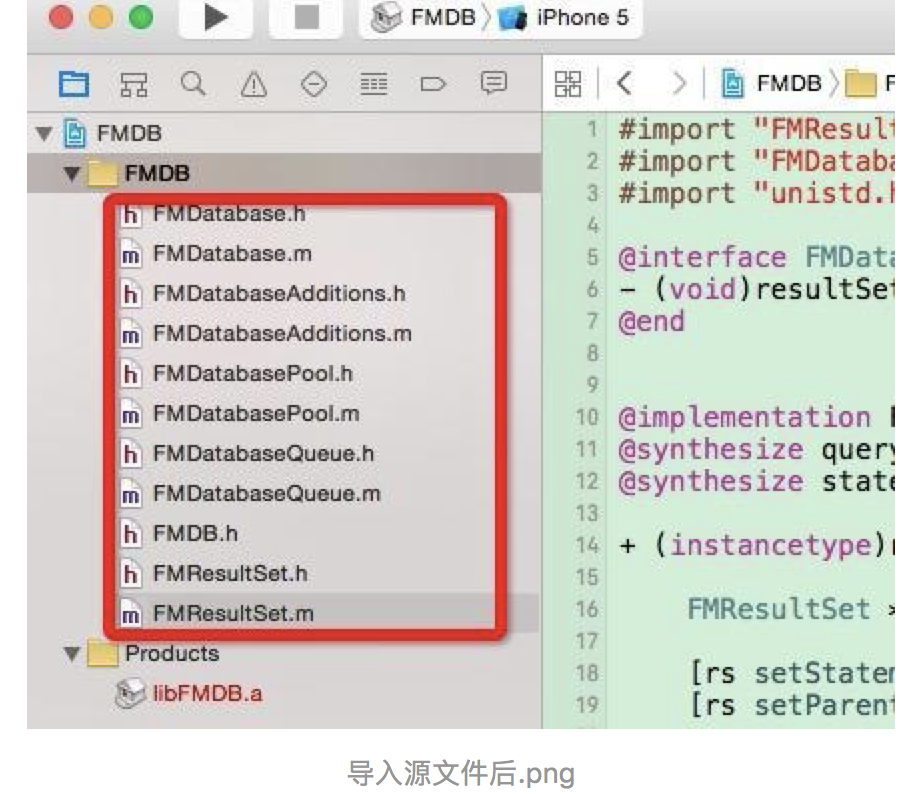 FMDB iPhone 5
FMDB
FMDB
FMDB
FMDatabase.h
FMDatabase.m
FMDatabaseAdditions.h
FMDatabaseAdditions.m
FMDatabasePool.h
FMDatabasePool.m
FMDatabaseQueue.h
FMDatabaseQueue.m
FMDB.h
FMResultSet.h
FMResultSet.m
Products
libFMDB.a
1 #import "FMResult
2 #import "FMDataba
3 #import "unistd.h
4
5 @interface FMData
6 - (void)resultSet
7 @end
8
9
10 @implementation
11 @synthesize query
12 @synthesize state
13
14 + (instancetype)
15
16 FMResultSet *
17
18 [rs setStatem
19 [rs setParent
导入源文件后.png